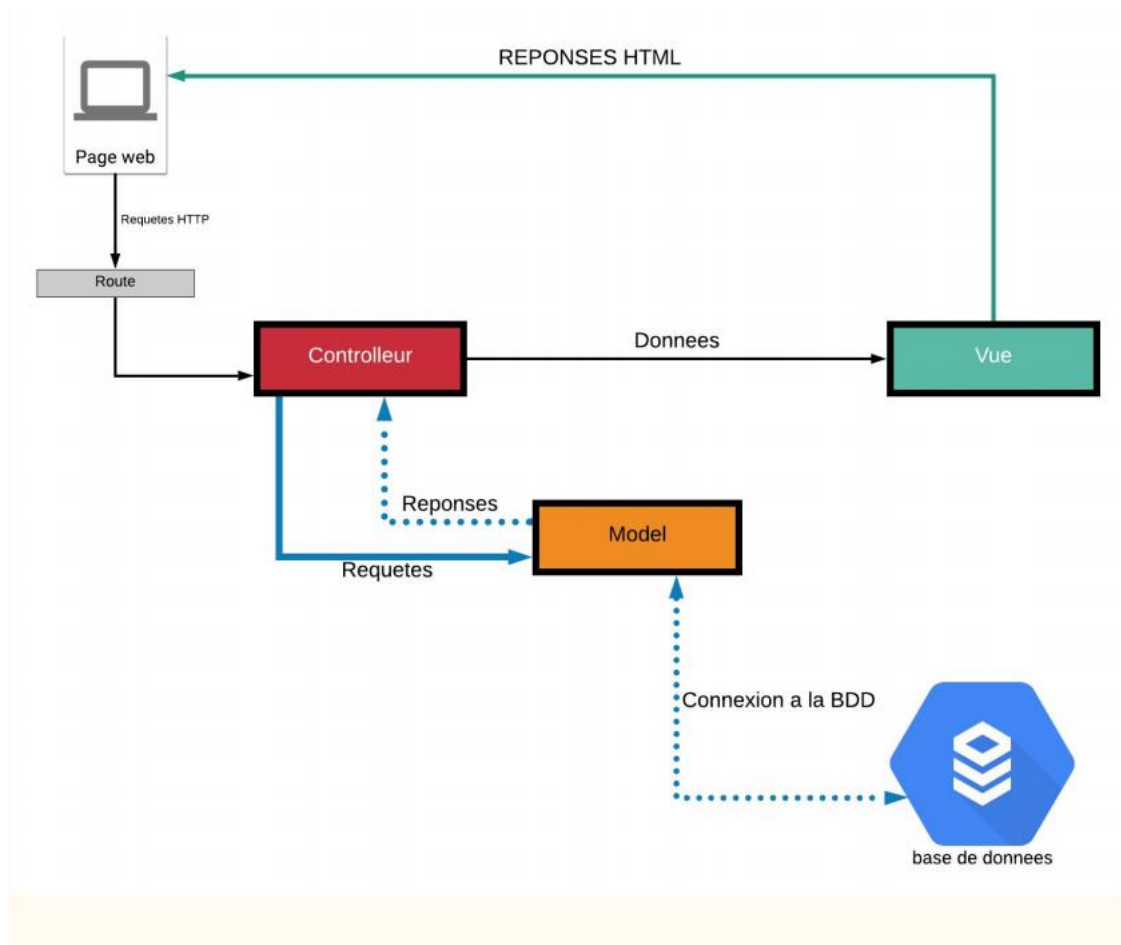 REPONSES HTML
Page web
Requetes HTTP
Route
Controlleur
Donnees
Vue
Reponses
Model
Requetes
Connexion a la BDD
base de donnees